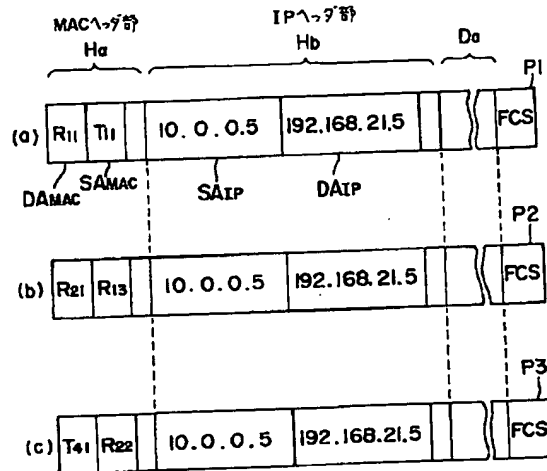 MACヘッダ部 IPヘッダ部
Ha Hb Da P1
(a) R11 T11 10.0.0.5 192.168.21.5 FCS
DAMAC SAMAC SAIP DAIP
P2
(b) R21 R13 10.0.0.5 192.168.21.5 FCS
P3
(c) T41 R22 10.0.0.5 192.168.21.5 FCS